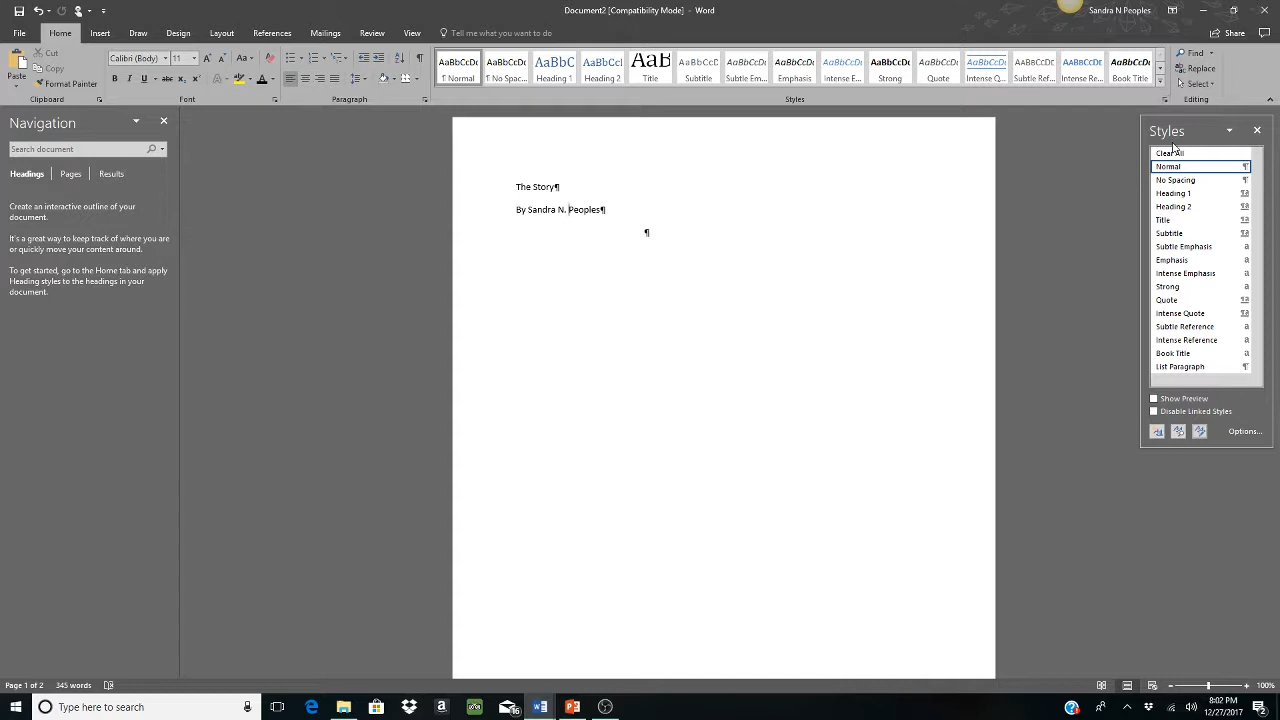 Document2 [Compatibility Mode] - Word
Sandra N Peoples
File Home Insert Draw Design Layout References Mailings Review View Tell me what you want to do Share
Paste
Cut
Copy
Format Painter
Clipboard
Calibri (Body) 11
Font
Paragraph
AaBbCcDc AaBbCcDc AaBbC AaBbCcl AaB AaBbCcD AaBbCcDc AaBbCcDc AaBbCcDc AaBbCcDc AaBbCcDc AaBbCcDc AaBbCcDD AaBbCcDD AaBbCcDc
¶ Normal ¶ No Spac... Heading 1 Heading 2 Title Subtitle Subtle Em... Emphasis Intense E... Strong Quote Intense Q... Subtle Ref... Intense Re... Book Title
Styles
Find
Replace
Select
Editing
Navigation
Search document
Headings Pages Results
Create an interactive outline of your
document.
It's a great way to keep track of where you are
or quickly move your content around.
To get started, go to the Home tab and apply
Heading styles to the headings in your
document.
The Story¶
By Sandra N. Peoples¶
¶
Styles
Clear All
Normal ¶
No Spacing ¶
Heading 1 ¶a
Heading 2 ¶a
Title ¶a
Subtitle ¶a
Subtle Emphasis a
Emphasis a
Intense Emphasis a
Strong a
Quote ¶a
Intense Quote ¶a
Subtle Reference a
Intense Reference a
Book Title a
List Paragraph ¶
Show Preview
Disable Linked Styles
Options...
Page 1 of 2 345 words 100%
Type here to search
16
8:02 PM
12/27/2017
2